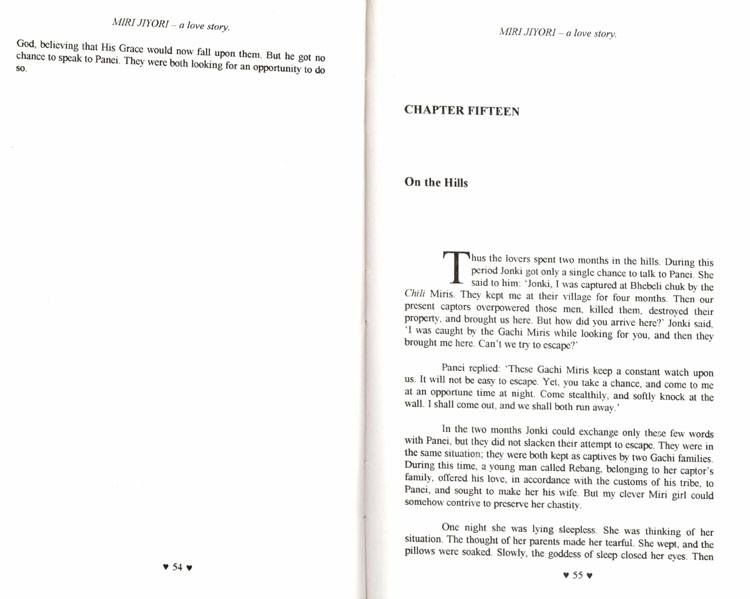 MIRI JIYORI – a love story.
God, believing that His Grace would now fall upon them. But he got no
chance to speak to Panei. They were both looking for an opportunity to do
so.
♥ 54 ♥
MIRI JIYORI – a love story.
CHAPTER FIFTEEN
On the Hills
Thus the lovers spent two months in the hills. During this
period Jonki got only a single chance to talk to Panei. She
said to him: ‘Jonki, I was captured at Bhebeli chuk by the
Chili Miris. They kept me at their village for four months. Then our
present captors overpowered those men, killed them, destroyed their
property, and brought us here. But how did you arrive here?’ Jonki said,
‘I was caught by the Gachi Miris while looking for you, and then they
brought me here. Can’t we try to escape?’
Panei replied: ‘These Gachi Miris keep a constant watch upon
us. It will not be easy to escape. Yet, you take a chance, and come to me
at an opportune time at night. Come stealthily, and softly knock at the
wall. I shall come out, and we shall both run away.’
In the two months Jonki could exchange only these few words
with Panei, but they did not slacken their attempt to escape. They were in
the same situation; they were both kept as captives by two Gachi families.
During this time, a young man called Rebang, belonging to her captor’s
family, offered his love, in accordance with the customs of his tribe, to
Panei, and sought to make her his wife. But my clever Miri girl could
somehow contrive to preserve her chastity.
One night she was lying sleepless. She was thinking of her
situation. The thought of her parents made her tearful. She wept, and the
pillows were soaked. Slowly, the goddess of sleep closed her eyes. Then
♥ 55 ♥